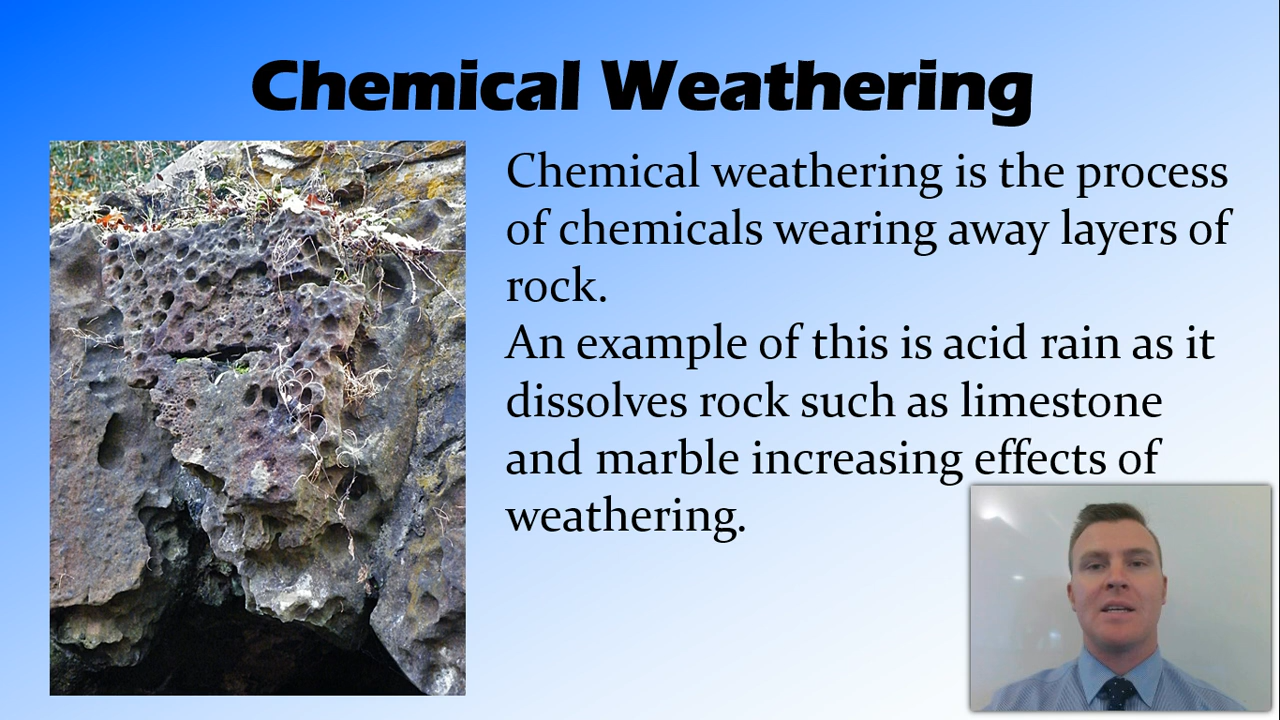 Chemical Weathering
Chemical weathering is the process
of chemicals wearing away layers of
rock.
An example of this is acid rain as it
dissolves rock such as limestone
and marble increasing effects of
weathering.